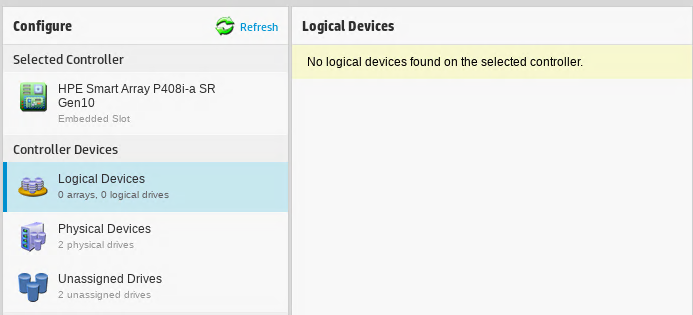 Configure
Refresh
Selected Controller
HPE Smart Array P408i-a SR
Gen10
Embedded Slot
Controller Devices
Logical Devices
0 arrays, 0 logical drives
Physical Devices
2 physical drives
Unassigned Drives
2 unassigned drives
Logical Devices
No logical devices found on the selected controller.